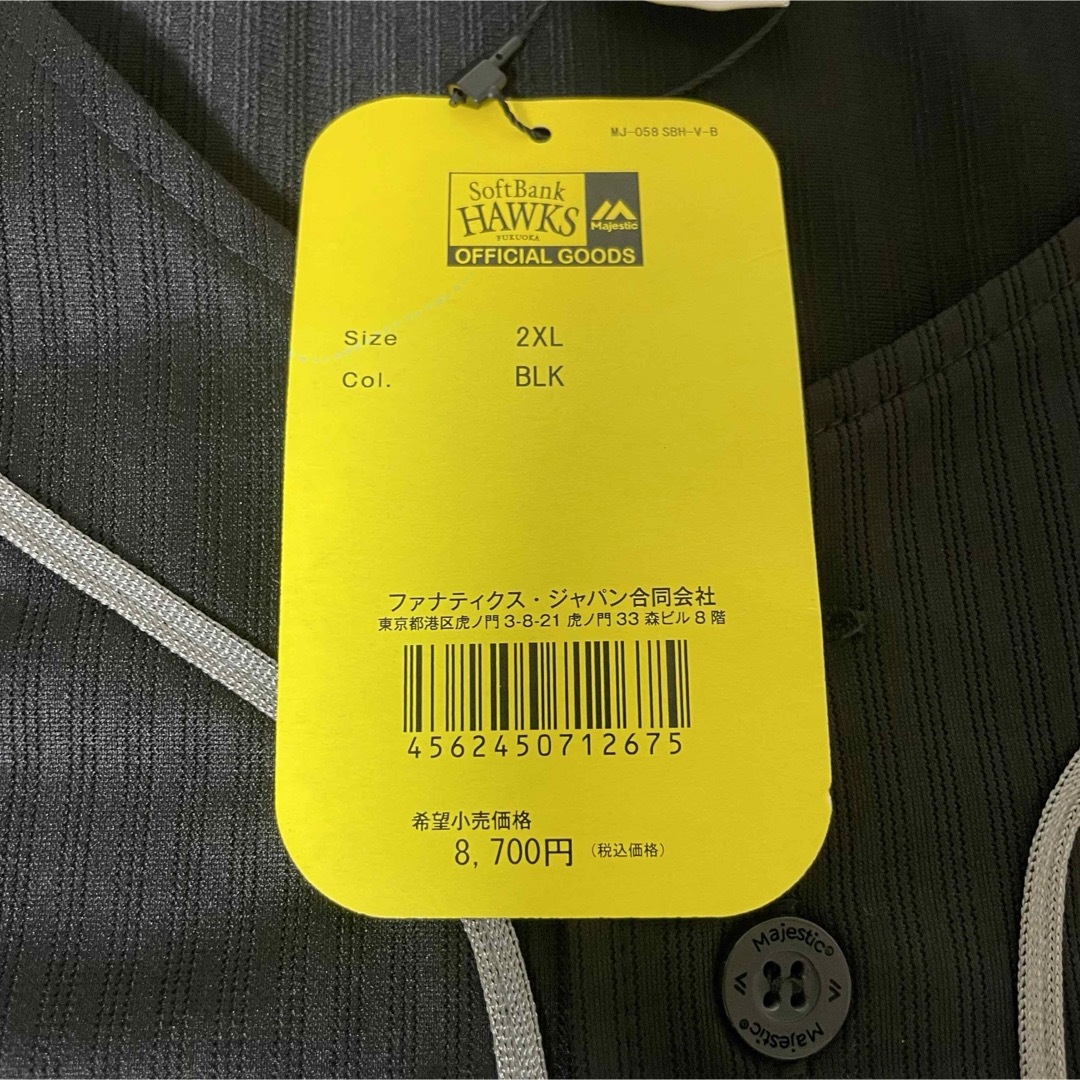 MJ-058 SBH-V-B
SoftBank
HAWKS
FUKUOKA
Majestic
OFFICIAL GOODS
Size 2XL
Col. BLK
ファナティクス・ジャパン合同会社
東京都港区虎ノ門 3-8-21 虎ノ門 33 森ビル 8 階
4562450712675
希望小売価格
8,700円 (税込価格)
Majestic®
Majestic®